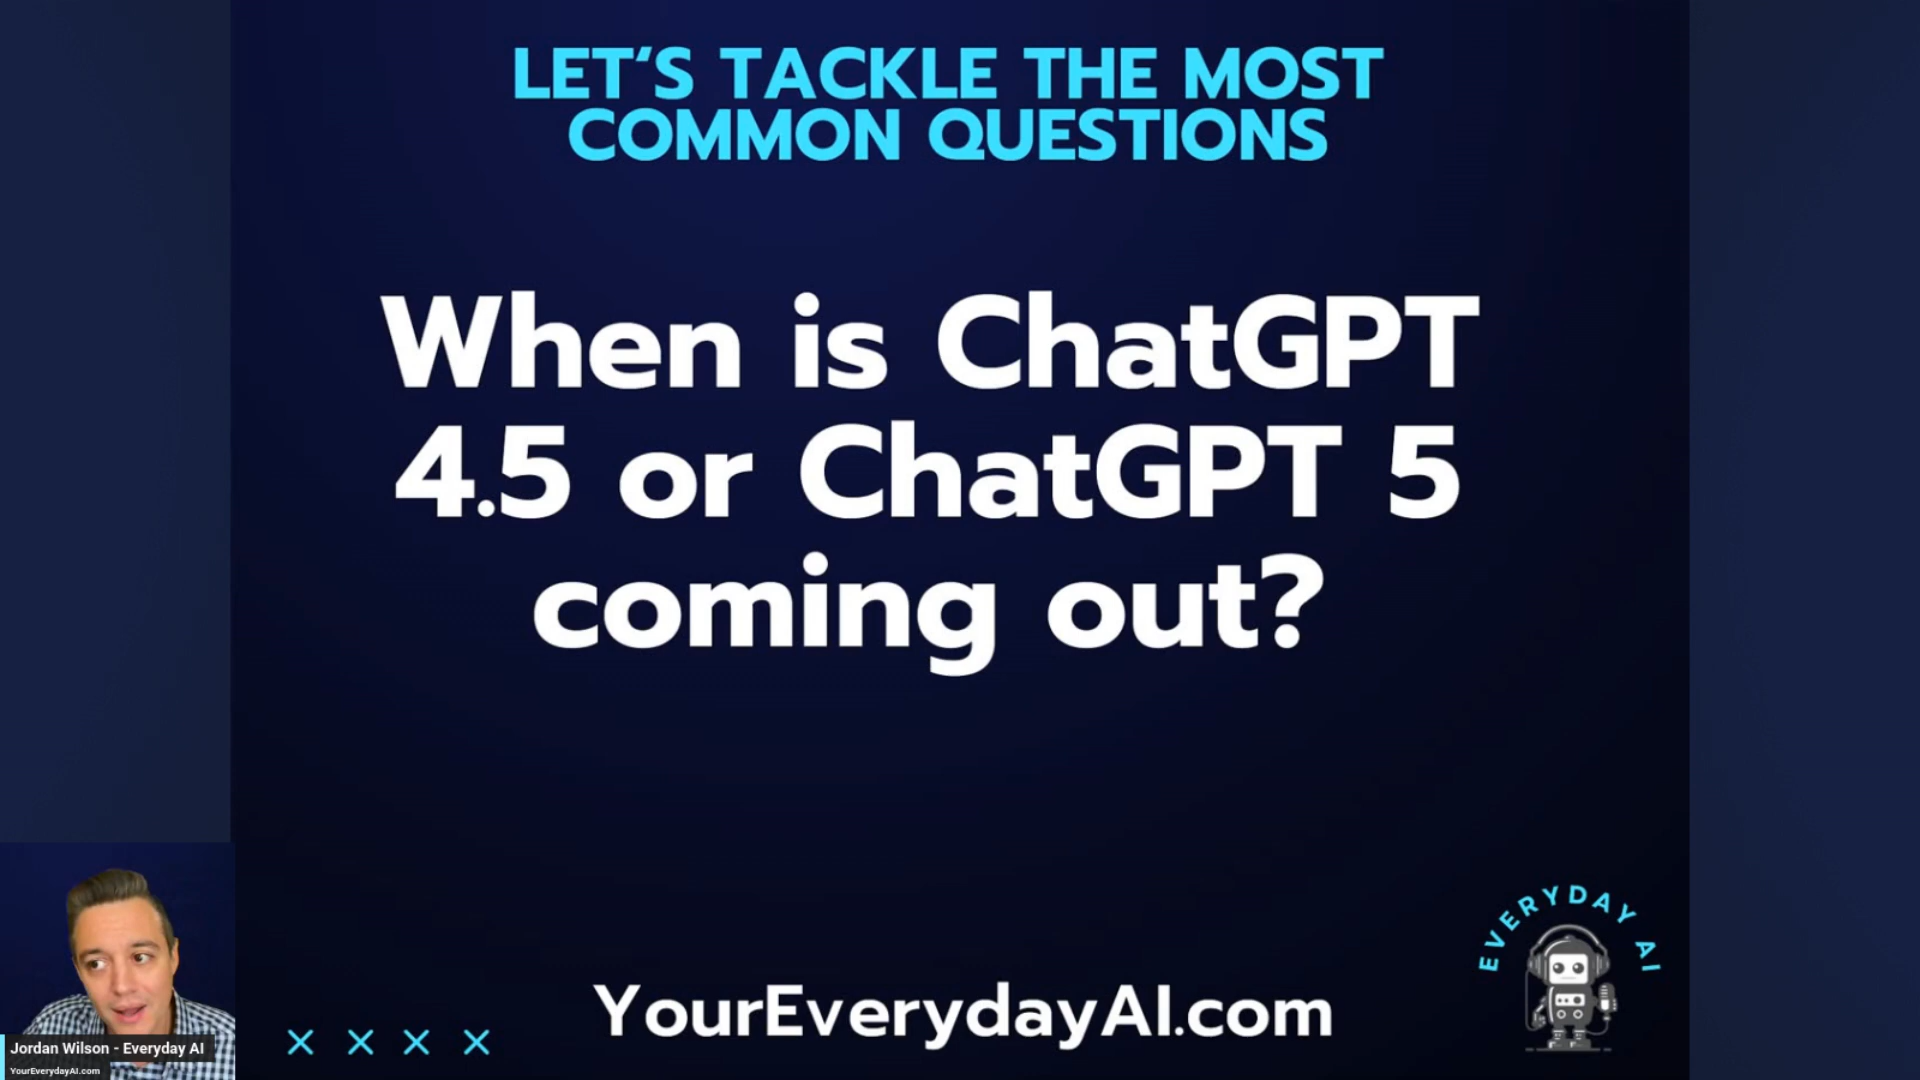 LET'S TACKLE THE MOST
COMMON QUESTIONS
When is ChatGPT
4.5 or ChatGPT 5
coming out?
EVERYDAY AI
YourEverydayAI.com
Jordan Wilson - Everyday AI
YourEverydayAI.com